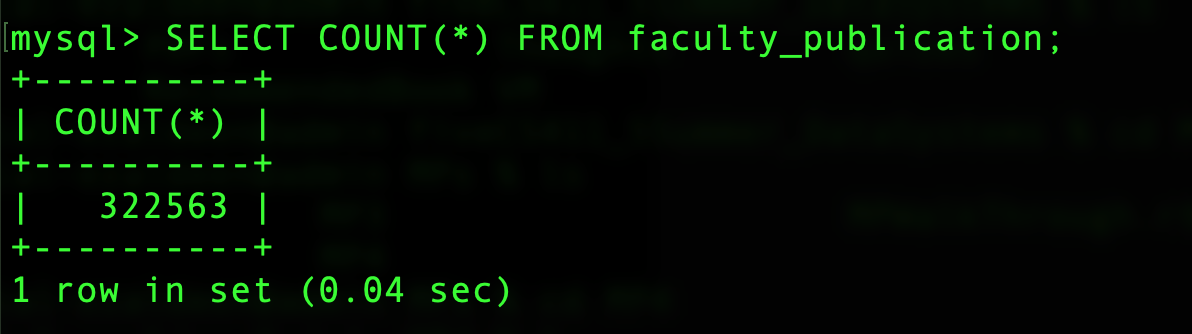 [mysql> SELECT COUNT(*) FROM faculty_publication;
+----------+
| COUNT(*) |
+----------+
|   322563 |
+----------+
1 row in set (0.04 sec)